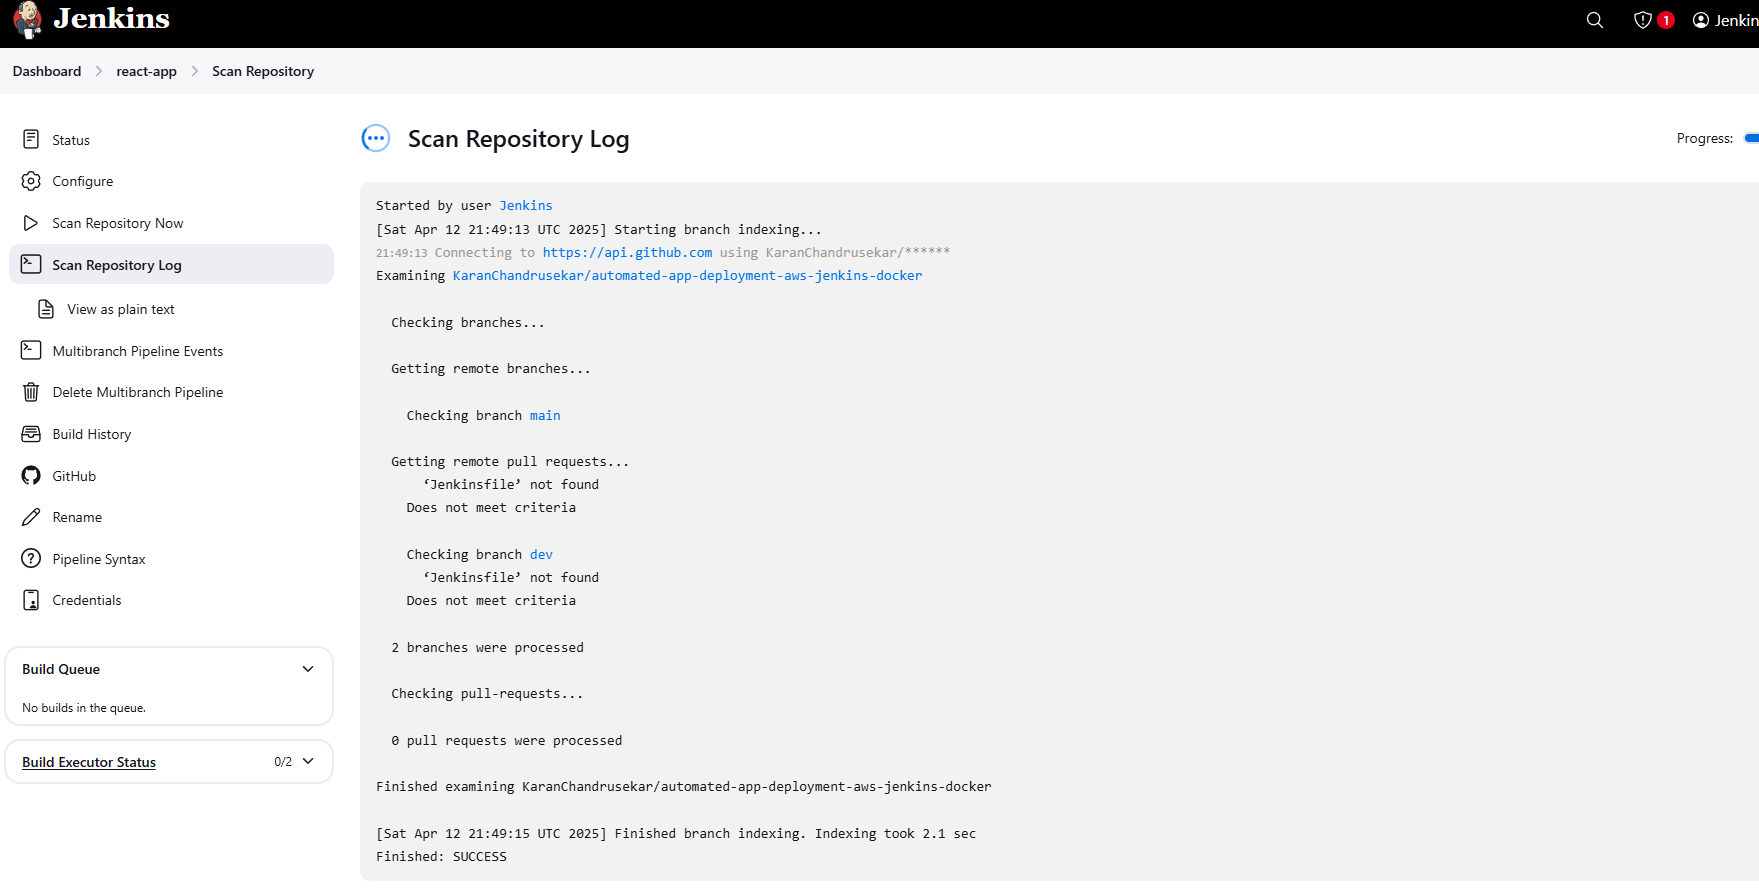 Jenkins
1
Jenkin
Dashboard > react-app > Scan Repository
Status
Configure
Scan Repository Now
Scan Repository Log
View as plain text
Multibranch Pipeline Events
Delete Multibranch Pipeline
Build History
GitHub
Rename
Pipeline Syntax
Credentials
Build Queue
No builds in the queue.
Build Executor Status 0/2
Scan Repository Log
Progress:
Started by user Jenkins
[Sat Apr 12 21:49:13 UTC 2025] Starting branch indexing...
21:49:13 Connecting to https://api.github.com using KaranChandrusekar/******
Examining KaranChandrusekar/automated-app-deployment-aws-jenkins-docker
Checking branches...
Getting remote branches...
Checking branch main
Getting remote pull requests...
‘Jenkinsfile’ not found
Does not meet criteria
Checking branch dev
‘Jenkinsfile’ not found
Does not meet criteria
2 branches were processed
Checking pull-requests...
0 pull requests were processed
Finished examining KaranChandrusekar/automated-app-deployment-aws-jenkins-docker
[Sat Apr 12 21:49:15 UTC 2025] Finished branch indexing. Indexing took 2.1 sec
Finished: SUCCESS